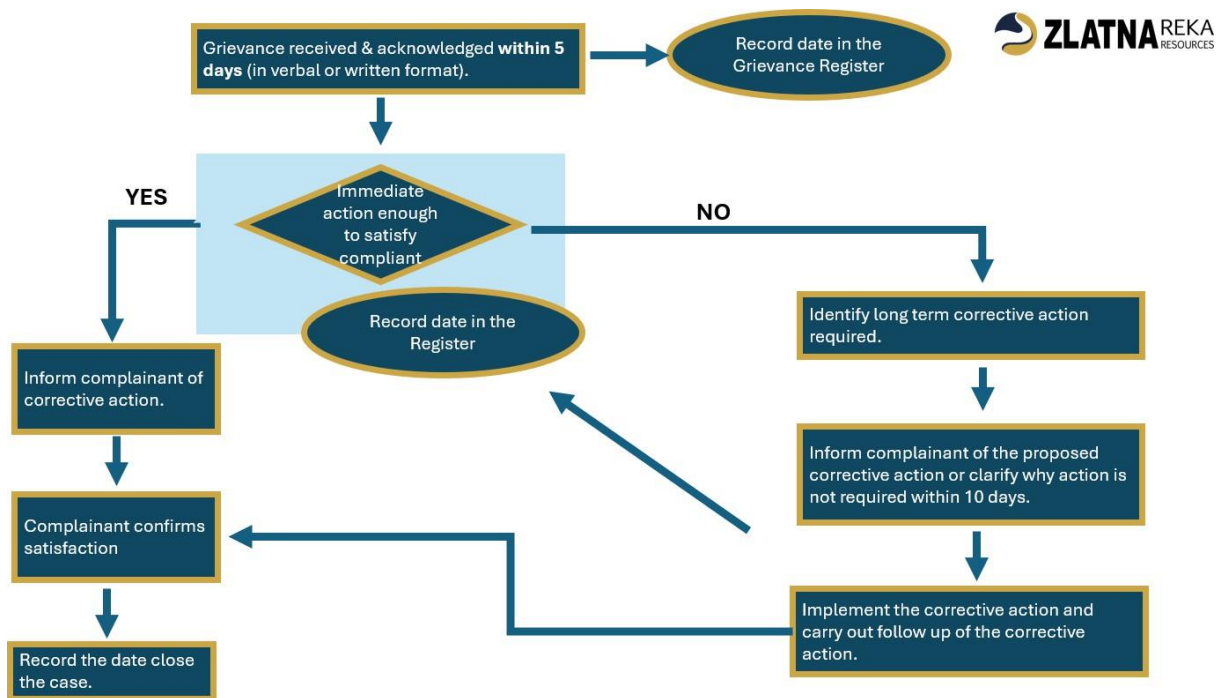 ZLATNA REKA
RESOURCES
Grievance received & acknowledged within 5
days (in verbal or written format).
Record date in the
Grievance Register
YES
Immediate
action enough
to satisfy
compliant
NO
Record date in the
Register
Identify long term corrective action
required.
Inform complainant of
corrective action.
Inform complainant of the proposed
corrective action or clarify why action is
not required within 10 days.
Complainant confirms
satisfaction
Implement the corrective action and
carry out follow up of the corrective
action.
Record the date close
the case.